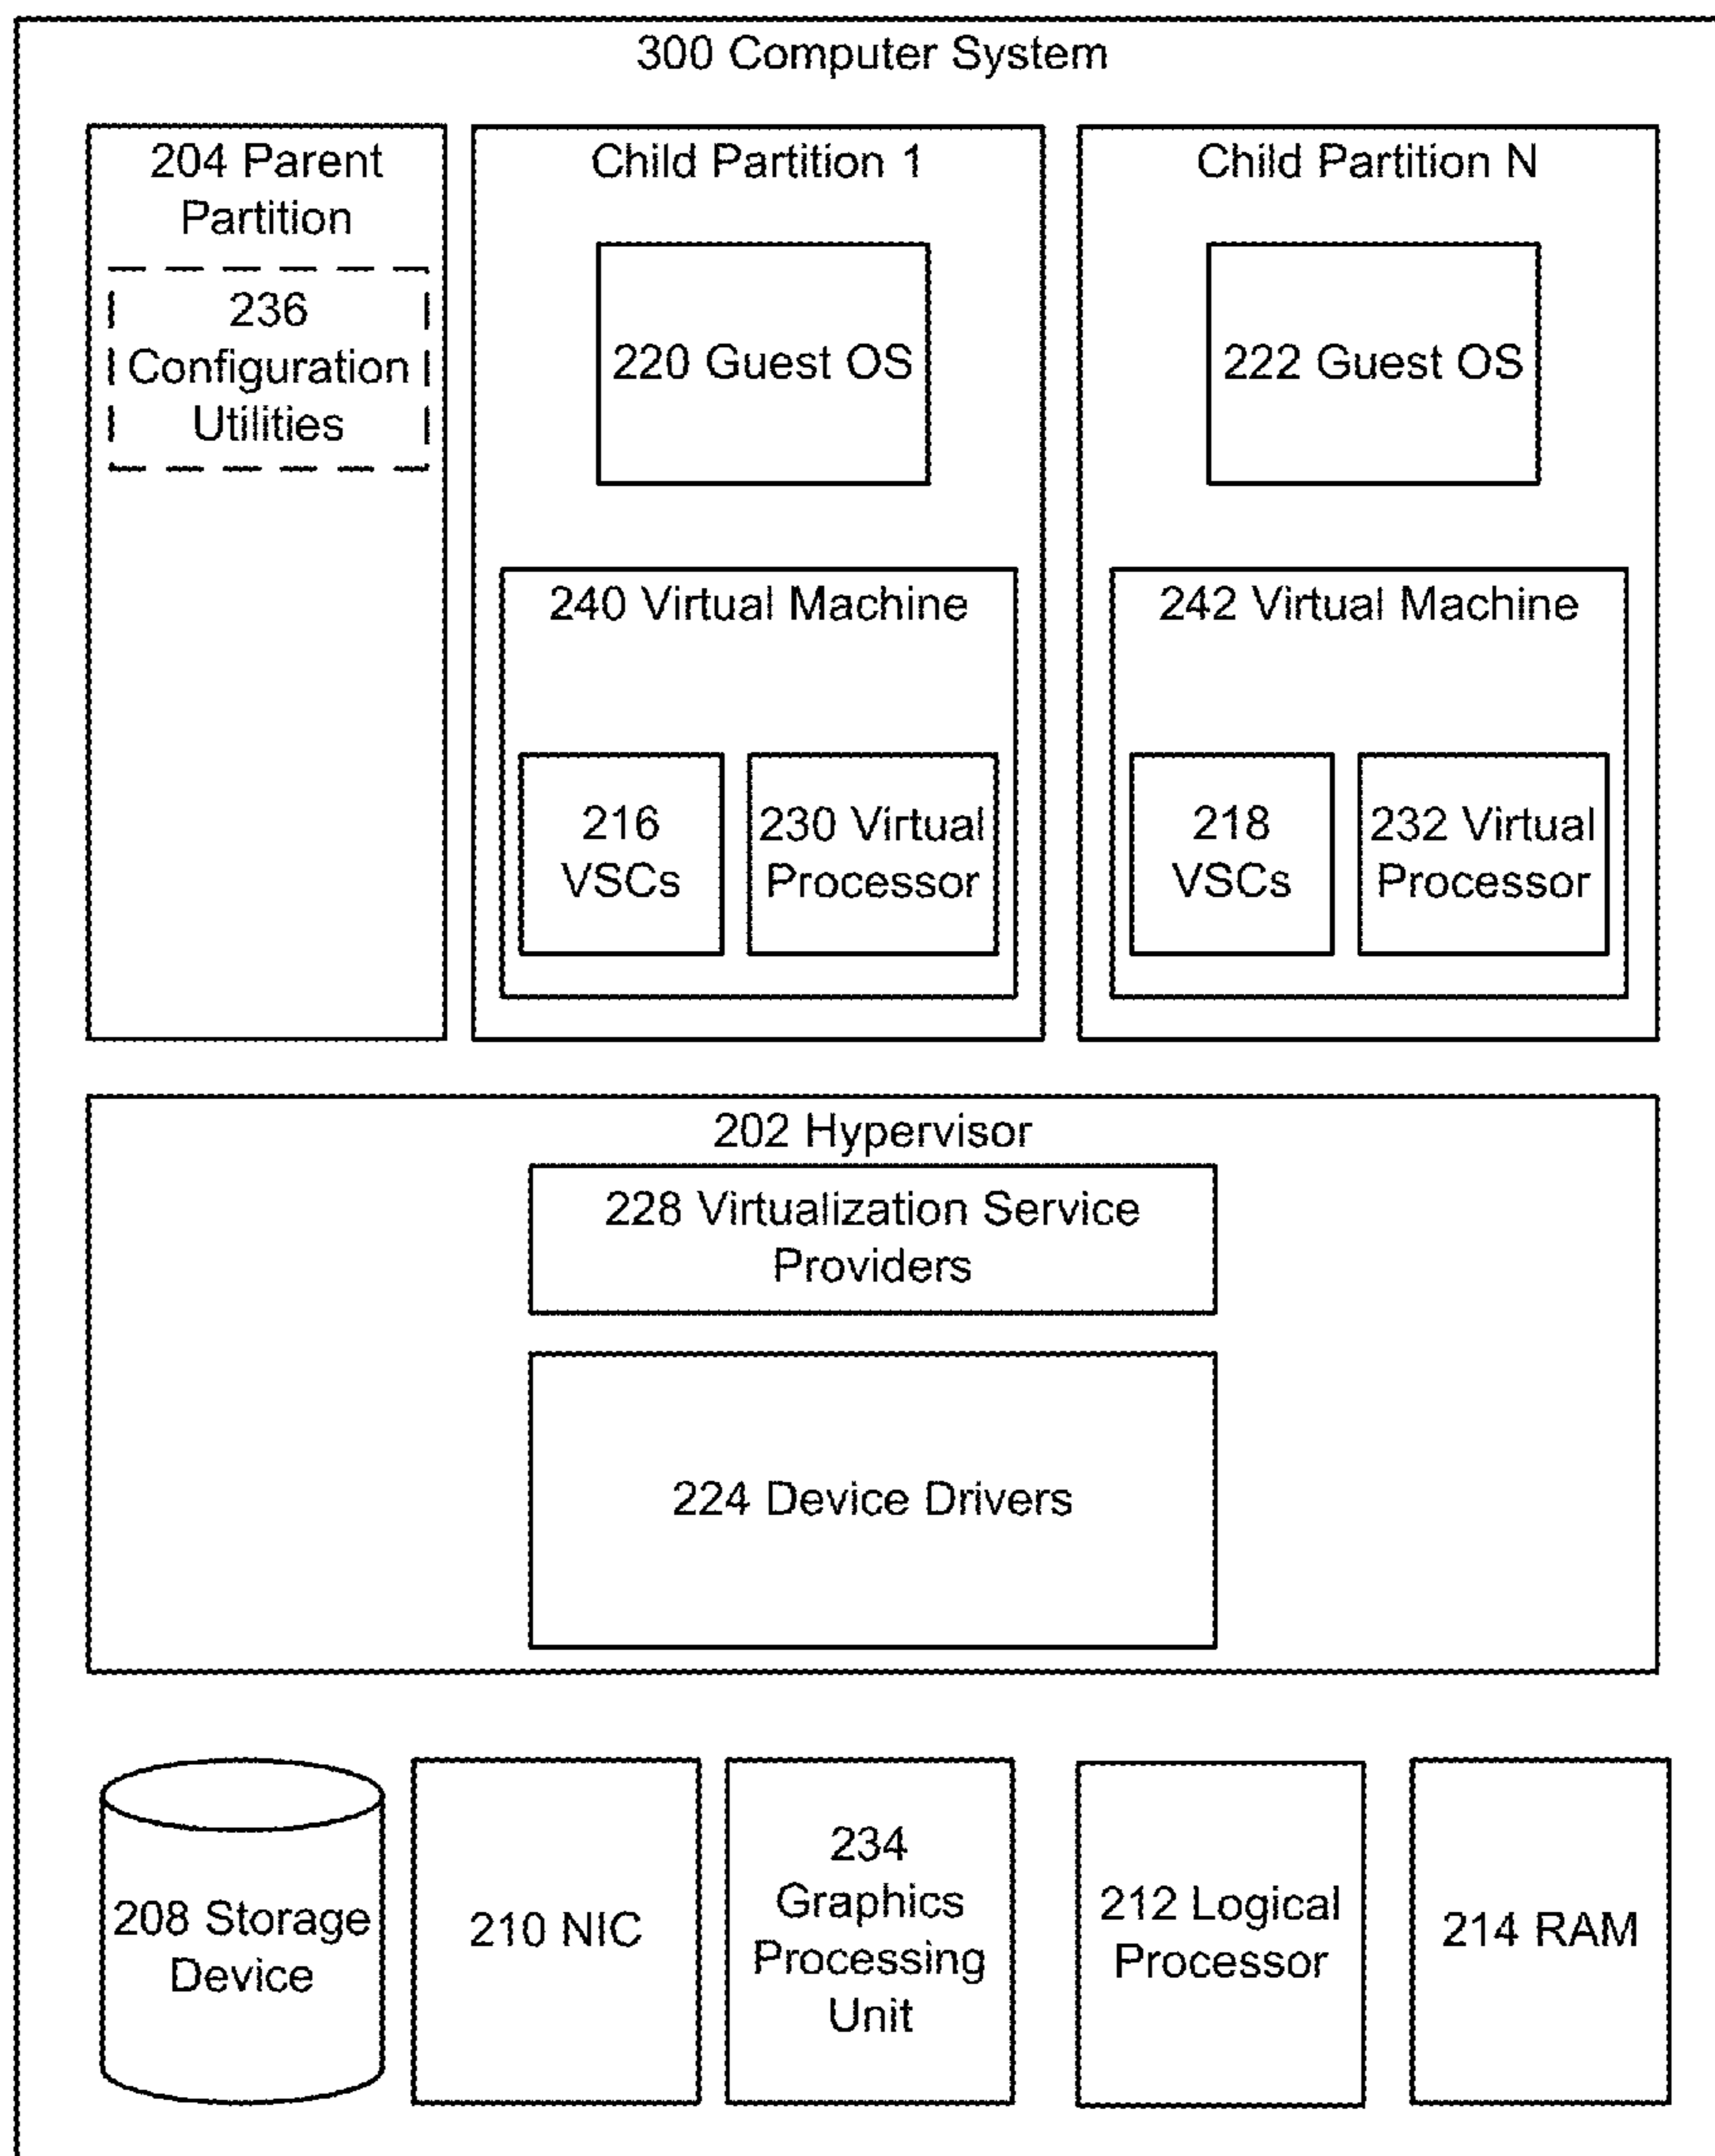 300 Computer System
204 Parent
Partition
236
Configuration
Utilities
Child Partition 1
220 Guest OS
240 Virtual Machine
216
VSCs
230 Virtual
Processor
Child Partition N
222 Guest OS
242 Virtual Machine
218
VSCs
232 Virtual
Processor
202 Hypervisor
228 Virtualization Service
Providers
224 Device Drivers
208 Storage
Device
210 NIC
234
Graphics
Processing
Unit
212 Logical
Processor
214 RAM